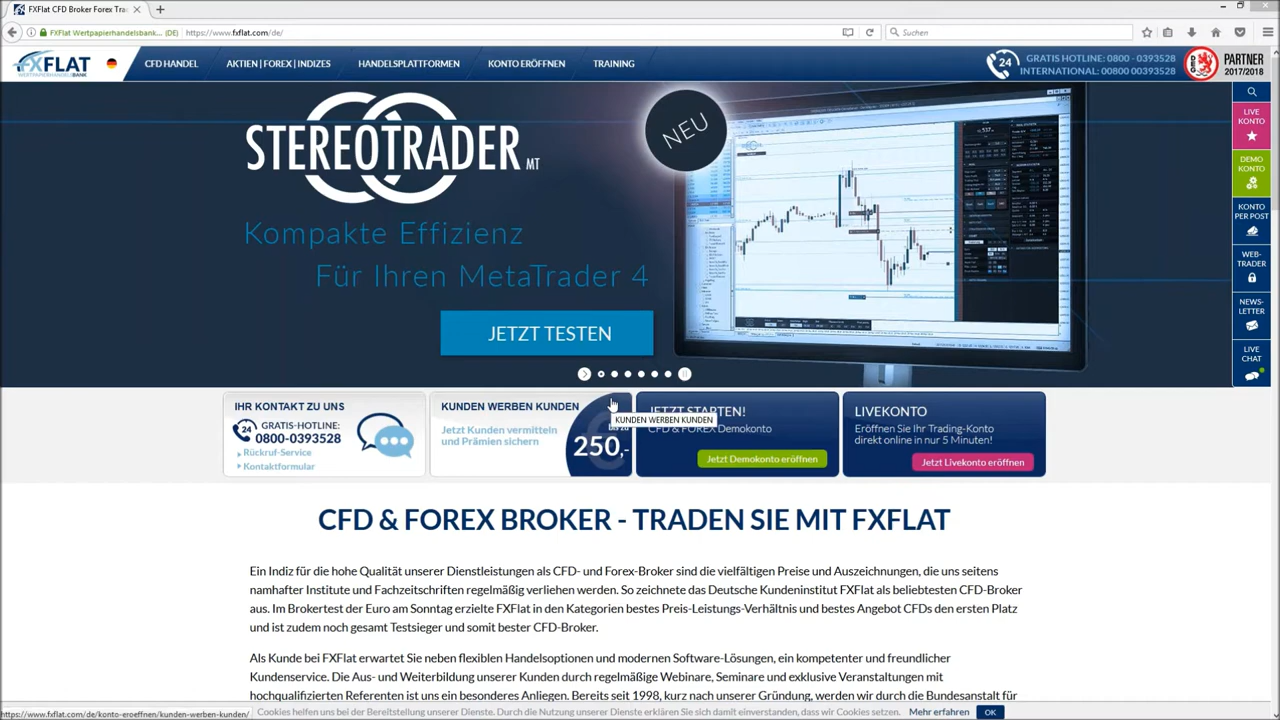 FXFlat CFD Broker Forex Tra
FXFlat Wertpapierhandelsbank... (DE)
https://www.fxflat.com/de/
Suchen
FXFLAT
WERTPAPIERHANDELSBANK
CFD HANDEL
AKTIEN | FOREX | INDIZES
HANDELSPLATTFORMEN
KONTO ERÖFFNEN
TRAINING
24
GRATIS HOTLINE: 0800 - 0393528
INTERNATIONAL: 00800 00393528
DEG
PARTNER
2017/2018
STEREOTRADER MT
NEU
Für Ihren Metatrader 4
JETZT TESTEN
LIVE
KONTO
DEMO
KONTO
KONTO
PER POST
WEB-
TRADER
NEWS-
LETTER
LIVE
CHAT
IHR KONTAKT ZU UNS
24 GRATIS-HOTLINE:
0800-0393528
Rückruf-Service
Kontaktformular
KUNDEN WERBEN KUNDEN
Jetzt Kunden vermitteln
und Prämien sichern
250,-
KUNDEN WERBEN KUNDEN
JETZT STARTEN!
CFD & FOREX Demokonto
Jetzt Demokonto eröffnen
LIVEKONTO
Eröffnen Sie Ihr Trading-Konto
direkt online in nur 5 Minuten!
Jetzt Livekonto eröffnen
CFD & FOREX BROKER - TRADEN SIE MIT FXFLAT
Ein Indiz für die hohe Qualität unserer Dienstleistungen als CFD- und Forex-Broker sind die vielfältigen Preise und Auszeichnungen, die uns seitens
namhafter Institute und Fachzeitschriften regelmäßig verliehen werden. So zeichnete das Deutsche Kundeninstitut FXFlat als beliebtesten CFD-Broker
aus. Im Brokertest der Euro am Sonntag erzielte FXFlat in den Kategorien bestes Preis-Leistungs-Verhältnis und bestes Angebot CFDs den ersten Platz
und ist zudem noch gesamt Testsieger und somit bester CFD-Broker.
Als Kunde bei FXFlat erwartet Sie neben flexiblen Handelsoptionen und modernen Software-Lösungen, ein kompetenter und freundlicher
Kundenservice. Die Aus- und Weiterbildung unserer Kunden durch regelmäßige Webinare, Seminare und exklusive Veranstaltungen mit
hochqualifizierten Referenten ist uns ein besonderes Anliegen. Bereits seit 1998, kurz nach unserer Gründung, werden wir durch die Bundesanstalt für
https://www.fxflat.com/de/konto-eroeffnen/kunden-werben-kunden/
Cookies helfen uns bei der Bereitstellung unserer Dienste. Durch die Nutzung unserer Dienste erklären Sie sich damit einverstanden, dass wir Cookies setzen.
Mehr erfahren
OK